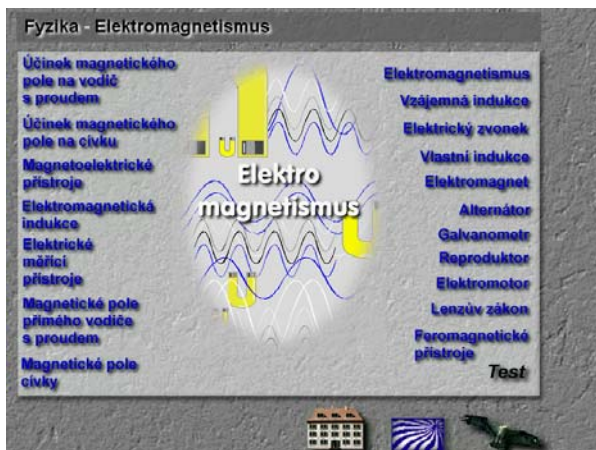 Fyzika - Elektromagnetismus
Účinek magnetického
pole na vodič
s proudem
Účinek magnetického
pole na cívku
Magnetoelektrické
přístroje
Elektromagnetická
indukce
Elektrické
měřící
přístroje
Magnetické pole
přímého vodiče
s proudem
Magnetické pole
cívky
Elektro
magnetismus
Elektromagnetismus
Vzájemná indukce
Elektrický zvonek
Vlastní indukce
Elektromagnet
Alternátor
Galvanometr
Reproduktor
Elektromotor
Lenzův zákon
Feromagnetické
přístroje
Test